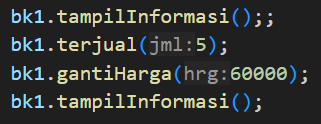 bk1.tampilInformasi();;
bk1.terjual(jml:5);
bk1.gantiHarga(hrg:60000);
bk1.tampilInformasi();